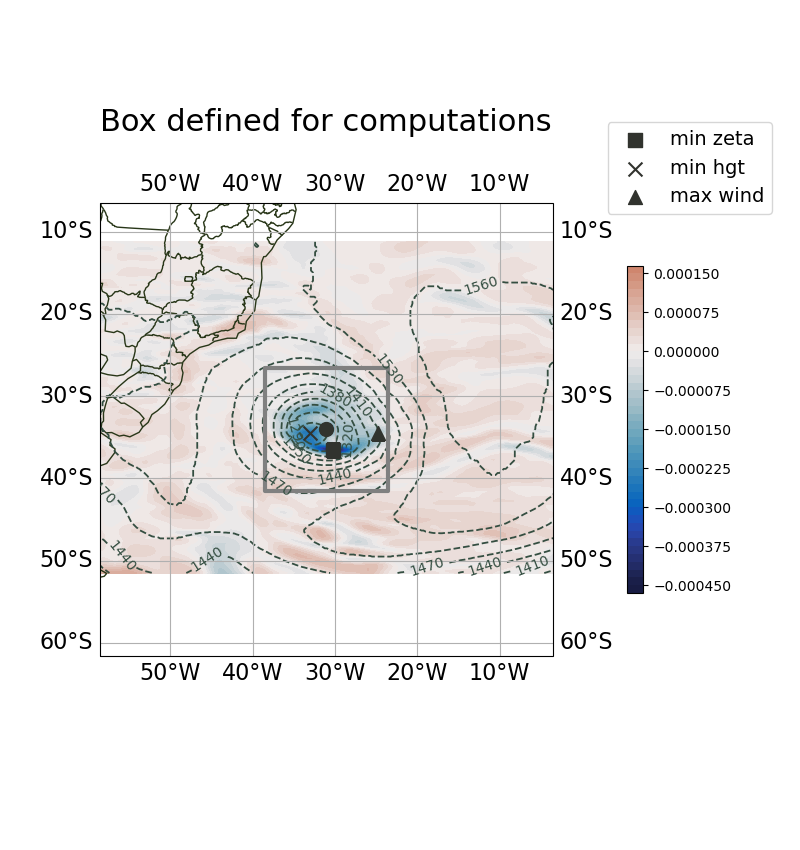 Box defined for computations
min zeta
min hgt
max wind
50°W 40°W 30°W 20°W 10°W
10°S 10°S
20°S 20°S
30°S 30°S
40°S 40°S
50°S 50°S
60°S 60°S
50°W 40°W 30°W 20°W 10°W
0.000150
0.000075
0.000000
−0.000075
−0.000150
−0.000225
−0.000300
−0.000375
−0.000450
1560
1530
1410
1380
1440
1470
70
1440
1440
1470
1440
1410